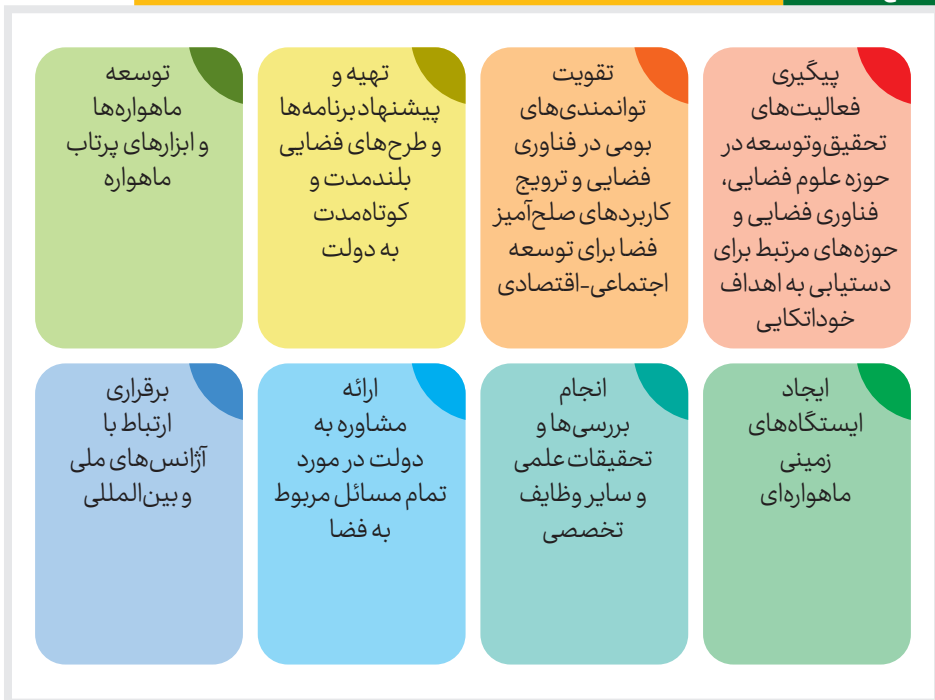 پیگیری
فعالیت‌های
تحقیق‌وتوسعه در
حوزه علوم فضایی،
فناوری فضایی و
حوزه‌های مرتبط برای
دستیابی به اهداف
خوداتکایی
تقویت
توانمندی‌های
بومی در فناوری
فضایی و ترویج
کاربردهای صلح‌آمیز
فضا برای توسعه
اجتماعی-اقتصادی
تهیه و
پیشنهاد برنامه‌ها
و طرح‌های فضایی
بلندمدت و
کوتاه‌مدت
به دولت
توسعه
ماهواره‌ها
و ابزارهای پرتاب
ماهواره
ایجاد
ایستگاه‌های
زمینی
ماهواره‌ای
انجام
بررسی‌ها و
تحقیقات علمی
و سایر وظایف
تخصصی
ارائه
مشاوره به
دولت در مورد
تمام مسائل مربوط
به فضا
برقراری
ارتباط با
آژانس‌های ملی
و بین‌المللی